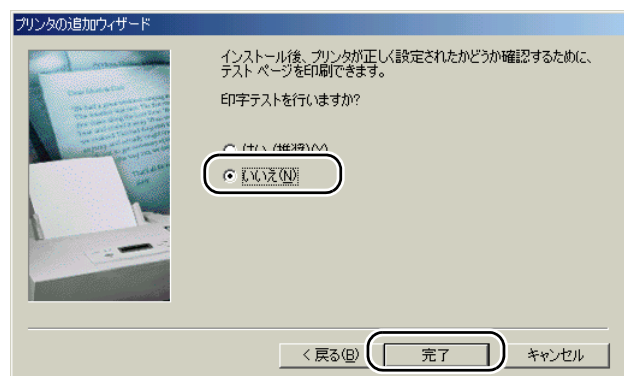 プリンタの追加ウィザード
インストール後、プリンタが正しく設定されたかどうか確認するために、
テスト ページを印刷できます。
印字テストを行いますか?
はい (推奨)(Y)
いいえ(N)
< 戻る(B)
完了
キャンセル